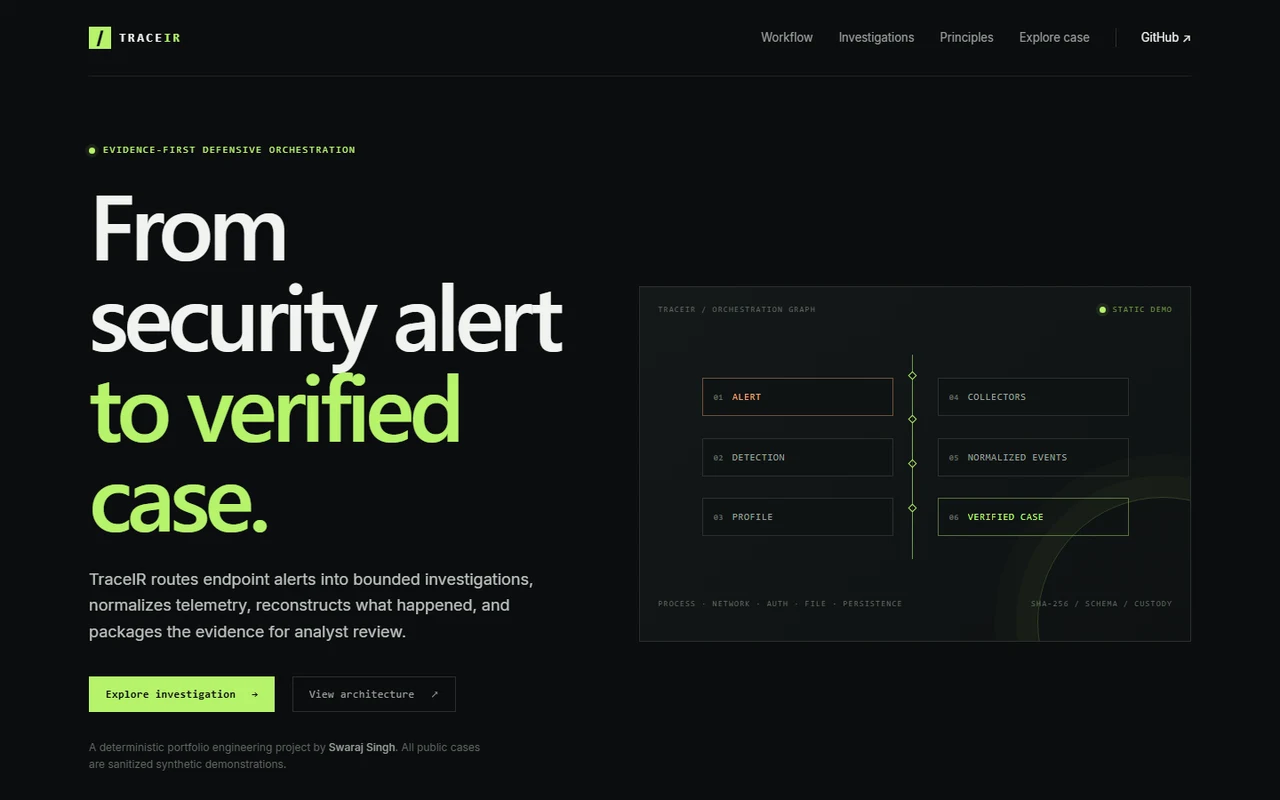 / TRACEIR
Workflow Investigations Principles Explore case GitHub ↗
EVIDENCE-FIRST DEFENSIVE ORCHESTRATION
From
security alert
to verified
case.
TraceIR routes endpoint alerts into bounded investigations,
normalizes telemetry, reconstructs what happened, and
packages the evidence for analyst review.
Explore investigation → View architecture ↗
A deterministic portfolio engineering project by Swaraj Singh. All public cases
are sanitized synthetic demonstrations.
TRACEIR / ORCHESTRATION GRAPH STATIC DEMO
01 ALERT
02 DETECTION
03 PROFILE
04 COLLECTORS
05 NORMALIZED EVENTS
06 VERIFIED CASE
PROCESS · NETWORK · AUTH · FILE · PERSISTENCE SHA-256 / SCHEMA / CUSTODY